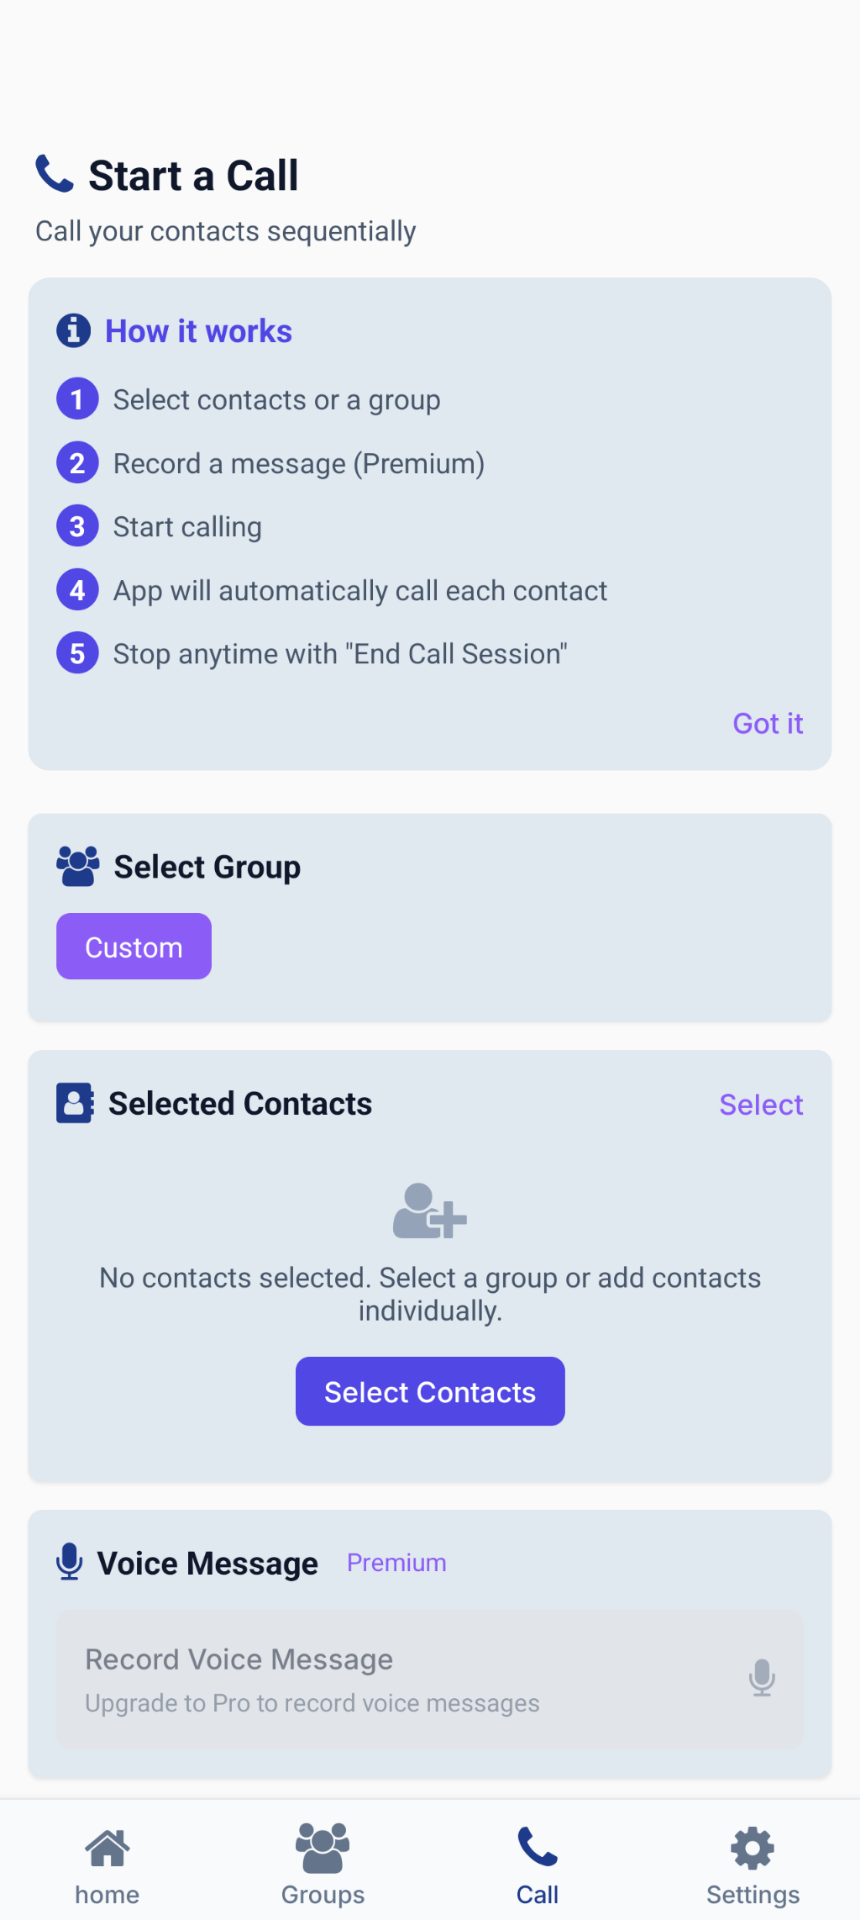 Start a Call
Call your contacts sequentially
How it works
1 Select contacts or a group
2 Record a message (Premium)
3 Start calling
4 App will automatically call each contact
5 Stop anytime with "End Call Session"
Got it
Select Group
Custom
Selected Contacts Select
No contacts selected. Select a group or add contacts
individually.
Select Contacts
Voice Message Premium
Record Voice Message
Upgrade to Pro to record voice messages
home Groups Call Settings